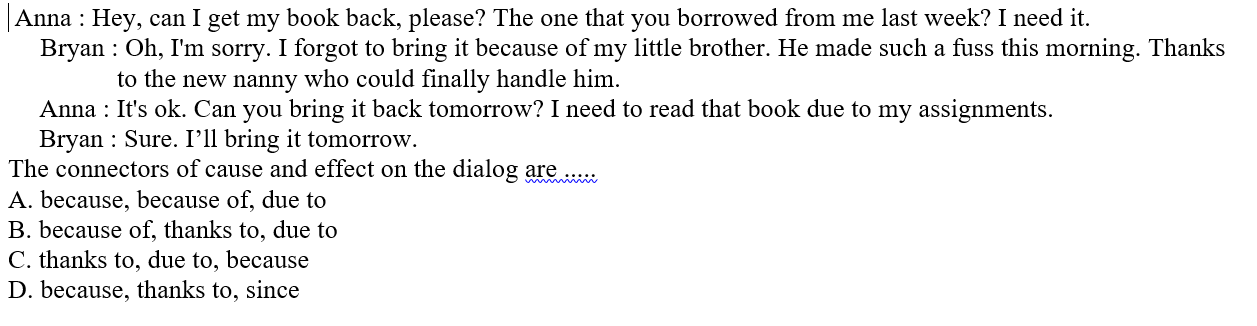 Anna : Hey, can I get my book back, please? The one that you borrowed from me last week? I need it.
Bryan : Oh, I'm sorry. I forgot to bring it because of my little brother. He made such a fuss this morning. Thanks
to the new nanny who could finally handle him.
Anna : It's ok. Can you bring it back tomorrow? I need to read that book due to my assignments.
Bryan : Sure. I’ll bring it tomorrow.
The connectors of cause and effect on the dialog are .....
A. because, because of, due to
B. because of, thanks to, due to
C. thanks to, due to, because
D. because, thanks to, since